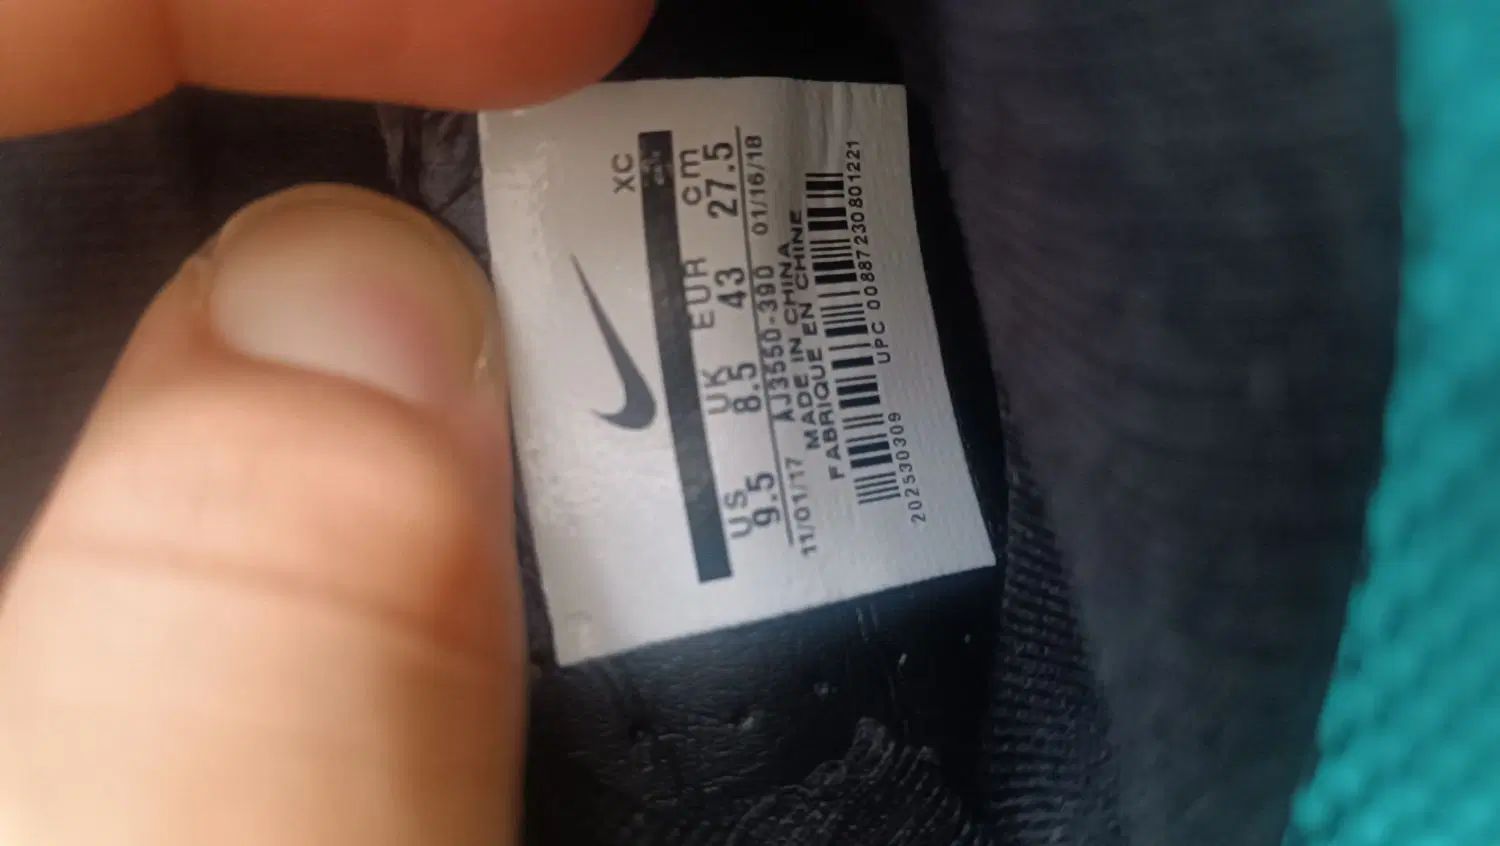 XC
US UK EUR cm
9.5 8.5 43 27.5
11/01/17 AJ3550-390 01/16/18
MADE IN CHINA
FABRIQUE EN CHINE
UPC 00887230801221
202530309